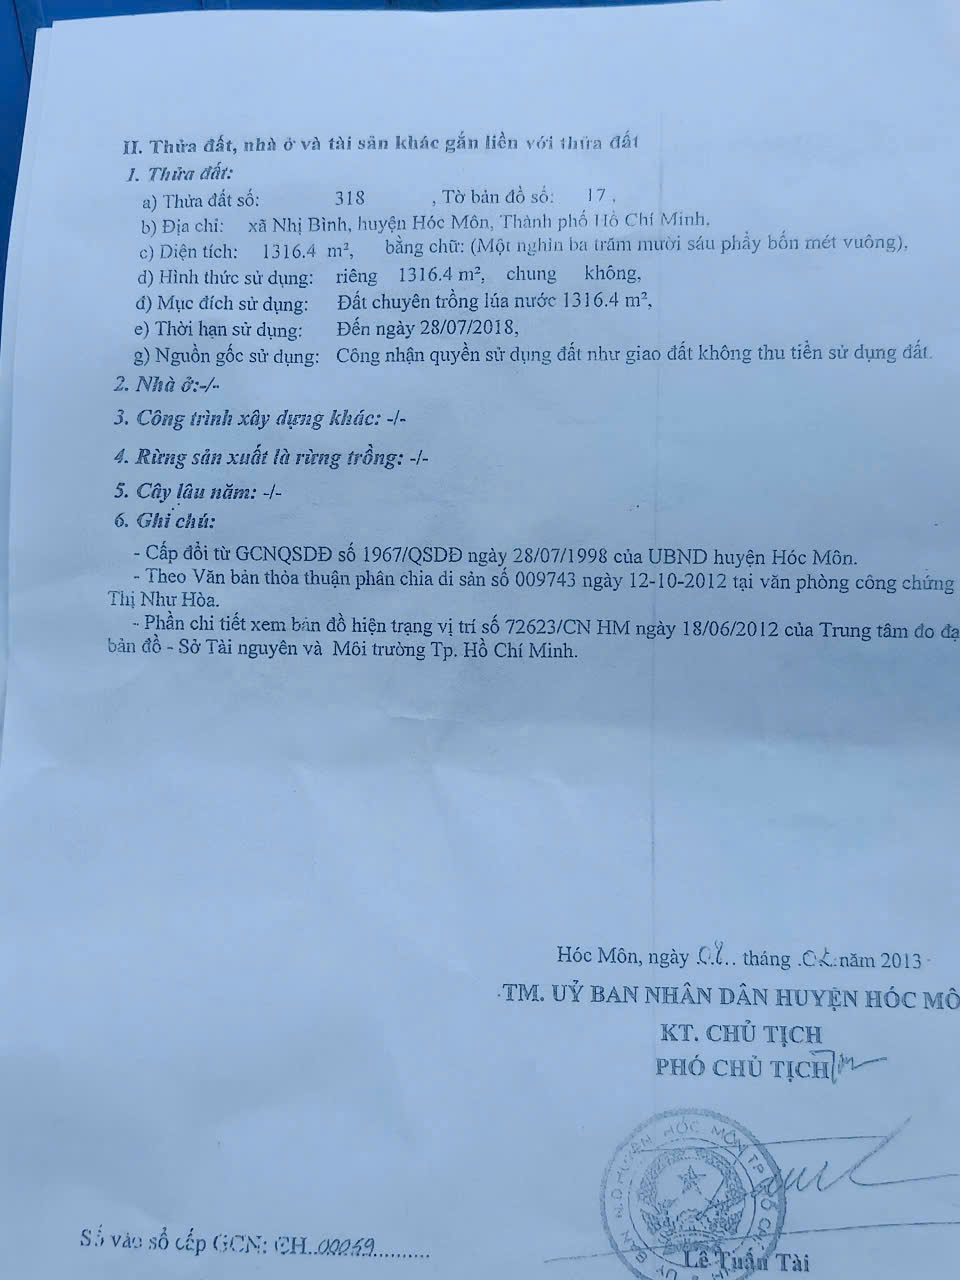 II. Thửa đất, nhà ở và tài sản khác gắn liền với thửa đất
1. Thửa đất:
a) Thửa đất số: 318 , Tờ bản đồ số: 17 ,
b) Địa chỉ: xã Nhị Bình, huyện Hóc Môn, Thành phố Hồ Chí Minh,
c) Diện tích: 1316.4 m², bằng chữ: (Một nghìn ba trăm mười sáu phẩy bốn mét vuông),
d) Hình thức sử dụng: riêng 1316.4 m², chung không,
đ) Mục đích sử dụng: Đất chuyên trồng lúa nước 1316.4 m²,
e) Thời hạn sử dụng: Đến ngày 28/07/2018,
g) Nguồn gốc sử dụng: Công nhận quyền sử dụng đất như giao đất không thu tiền sử dụng đất.
2. Nhà ở:-/-
3. Công trình xây dựng khác: -/-
4. Rừng sản xuất là rừng trồng: -/-
5. Cây lâu năm: -/-
6. Ghi chú:
- Cấp đổi từ GCNQSDĐ số 1967/QSDĐ ngày 28/07/1998 của UBND huyện Hóc Môn.
- Theo Văn bản thỏa thuận phân chia di sản số 009743 ngày 12-10-2012 tại văn phòng công chứng
Thị Như Hòa.
- Phần chi tiết xem bản đồ hiện trạng vị trí số 72623/CN HM ngày 18/06/2012 của Trung tâm đo đạ
bản đồ - Sở Tài nguyên và Môi trường Tp. Hồ Chí Minh.
Hóc Môn, ngày tháng năm 2013
TM. UỶ BAN NHÂN DÂN HUYỆN HÓC MÔ
KT. CHỦ TỊCH
PHÓ CHỦ TỊCH
Số vào sổ cấp GCN: CH..00059..........
Lê Tuấn Tài